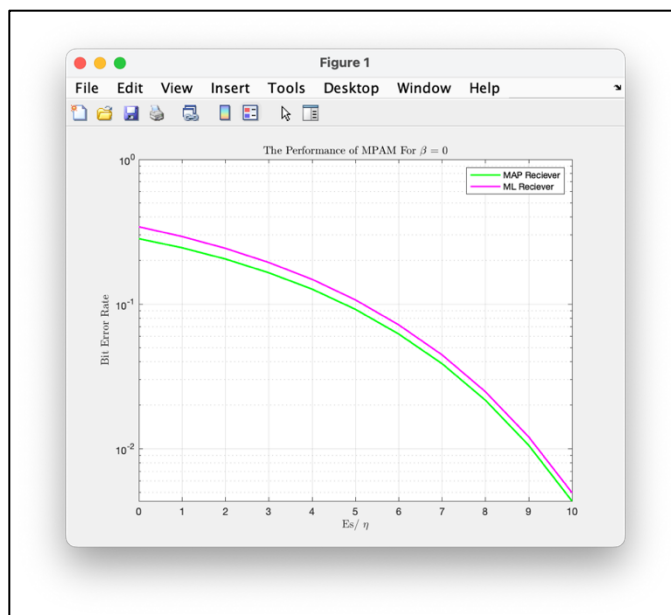 Figure 1
File Edit View Insert Tools Desktop Window Help
The Performance of MPAM For β = 0
MAP Reciever
ML Reciever
Bit Error Rate
10^0
10^-1
10^-2
0 1 2 3 4 5 6 7 8 9 10
Es/ η